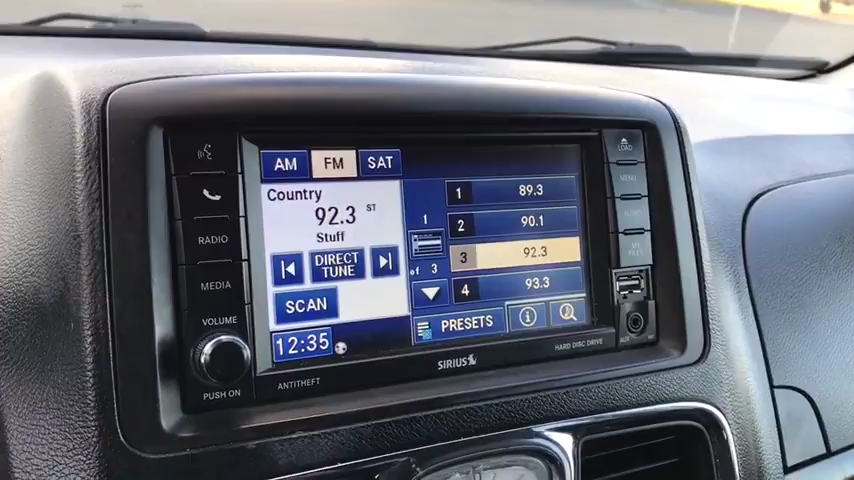 AM FM SAT
Country
92.3 ST
Stuff
DIRECT
TUNE
SCAN
12:35
1
of 3
1 89.3
2 90.1
3 92.3
4 93.3
PRESETS
RADIO
MEDIA
VOLUME
PUSH ON
ANTITHEFT
SIRIUS
HARD DISC DRIVE
LOAD
MENU
MY
FILES
AUX